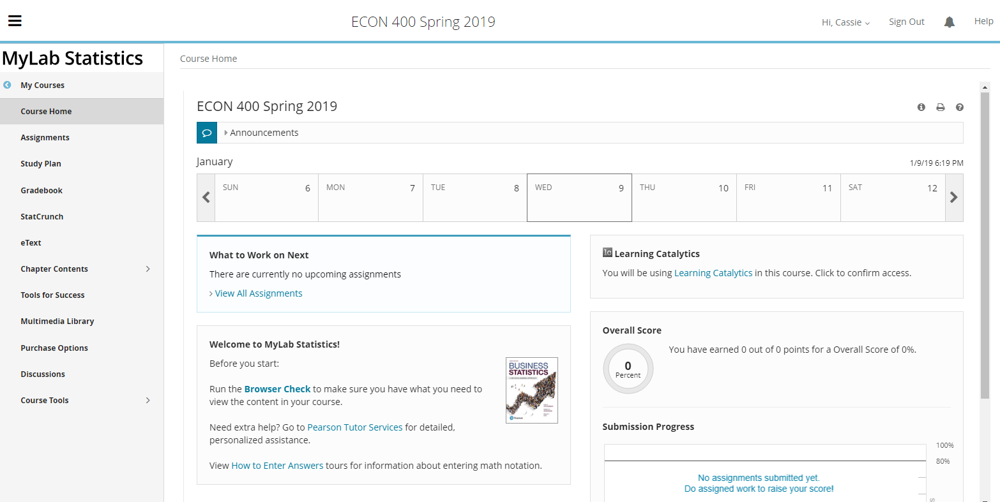 ECON 400 Spring 2019
Hi, Cassie
Sign Out
Help
MyLab Statistics
My Courses
Course Home
Assignments
Study Plan
Gradebook
StatCrunch
eText
Chapter Contents
Tools for Success
Multimedia Library
Purchase Options
Discussions
Course Tools
Course Home
ECON 400 Spring 2019
Announcements
January
1/9/19 6:19 PM
SUN 6
MON 7
TUE 8
WED 9
THU 10
FRI 11
SAT 12
What to Work on Next
There are currently no upcoming assignments
View All Assignments
Welcome to MyLab Statistics!
Before you start:
Run the Browser Check to make sure you have what you need to
view the content in your course.
Need extra help? Go to Pearson Tutor Services for detailed,
personalized assistance.
View How to Enter Answers tours for information about entering math notation.
BUSINESS
STATISTICS
Pearson
lc Learning Catalytics
You will be using Learning Catalytics in this course. Click to confirm access.
Overall Score
0
Percent
You have earned 0 out of 0 points for a Overall Score of 0%.
Submission Progress
100%
80%
No assignments submitted yet.
Do assigned work to raise your score!